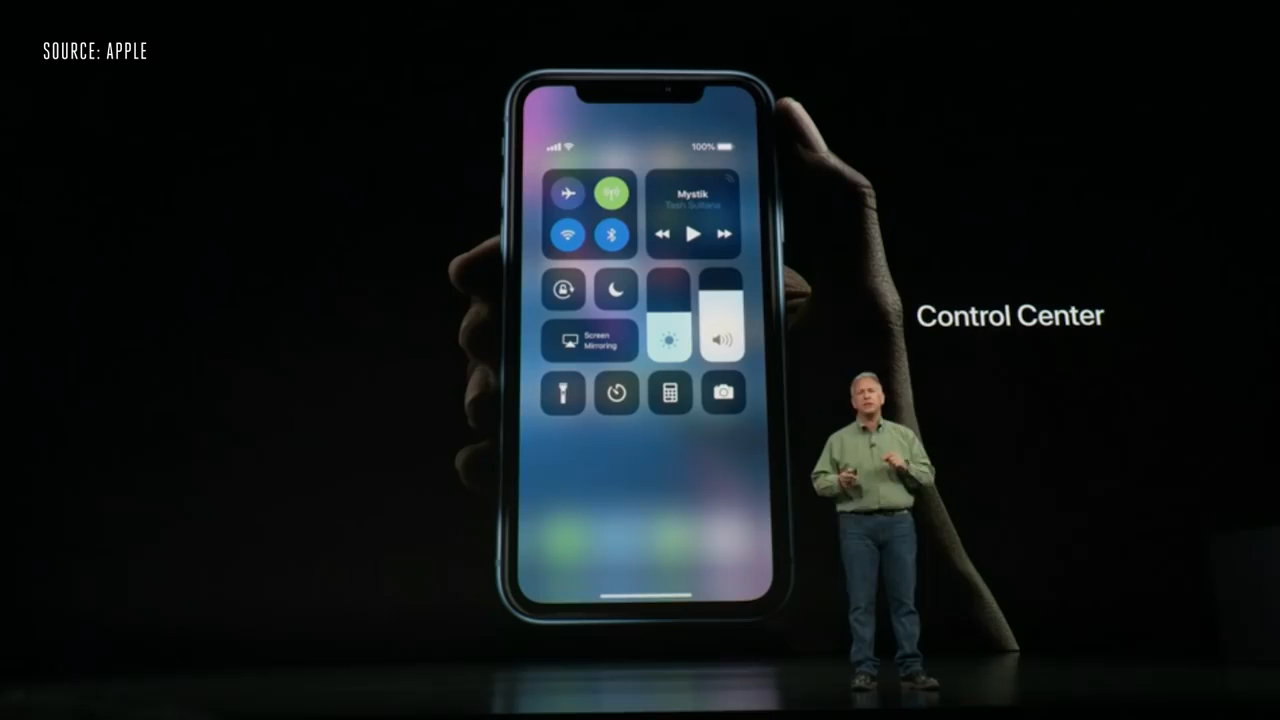 SOURCE: APPLE
100%
Mystik
Tash Sultana
Screen
Mirroring
Control Center